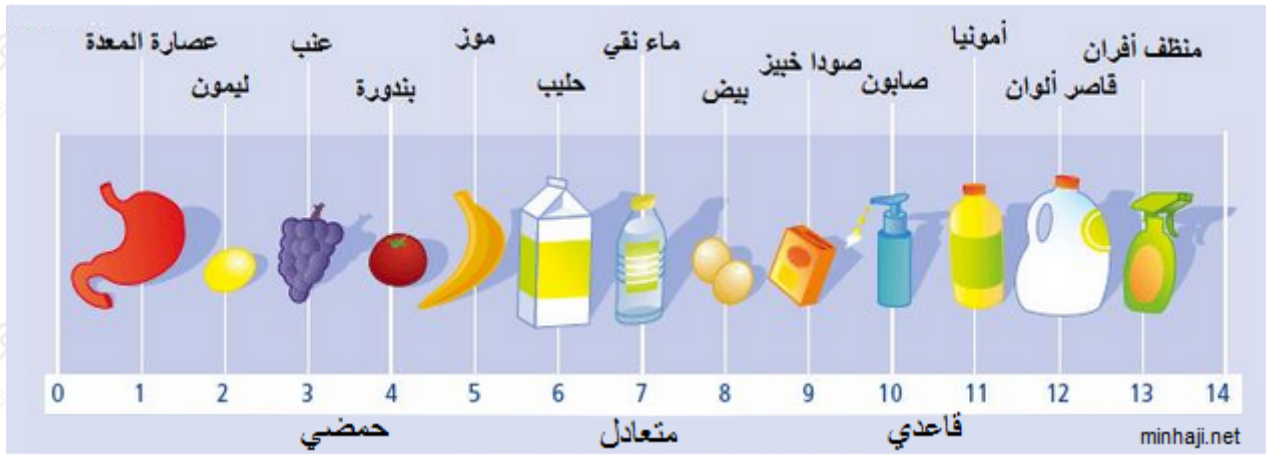 عصارة المعدة
ليمون
عنب
بندورة
موز
حليب
ماء نقي
بيض
صودا خبيز
صابون
أمونيا
قاصر ألوان
منظف أفران
0 1 2 3 4 5 6 7 8 9 10 11 12 13 14
حمضي
متعادل
قاعدي
minhaji.net